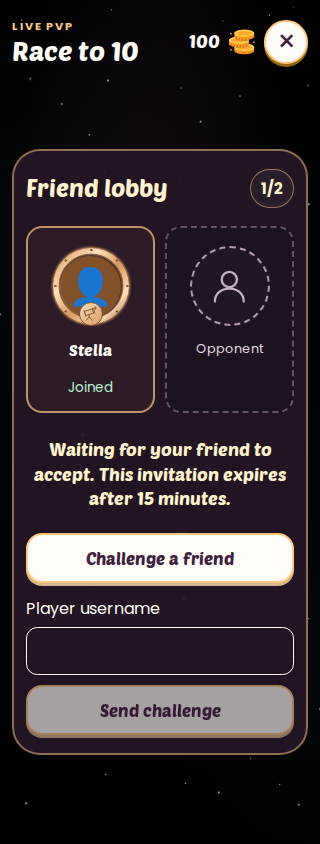 LIVE PVP
Race to 10
100
Friend lobby
1/2
Stella
Joined
Opponent
Waiting for your friend to
accept. This invitation expires
after 15 minutes.
Challenge a friend
Player username
Send challenge